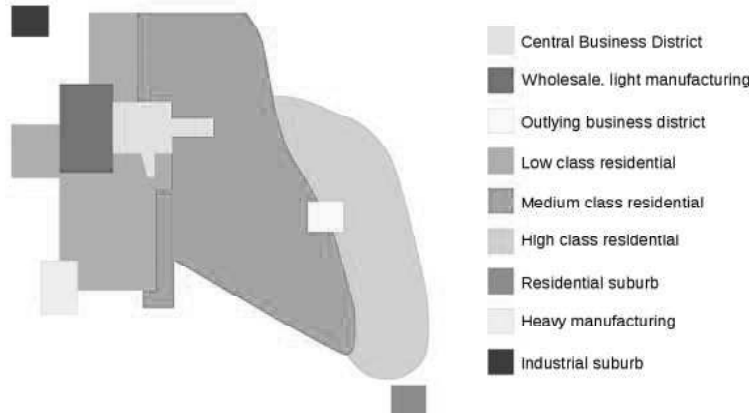 Central Business District
Wholesale, light manufacturing
Outlying business district
Low class residential
Medium class residential
High class residential
Residential suburb
Heavy manufacturing
Industrial suburb